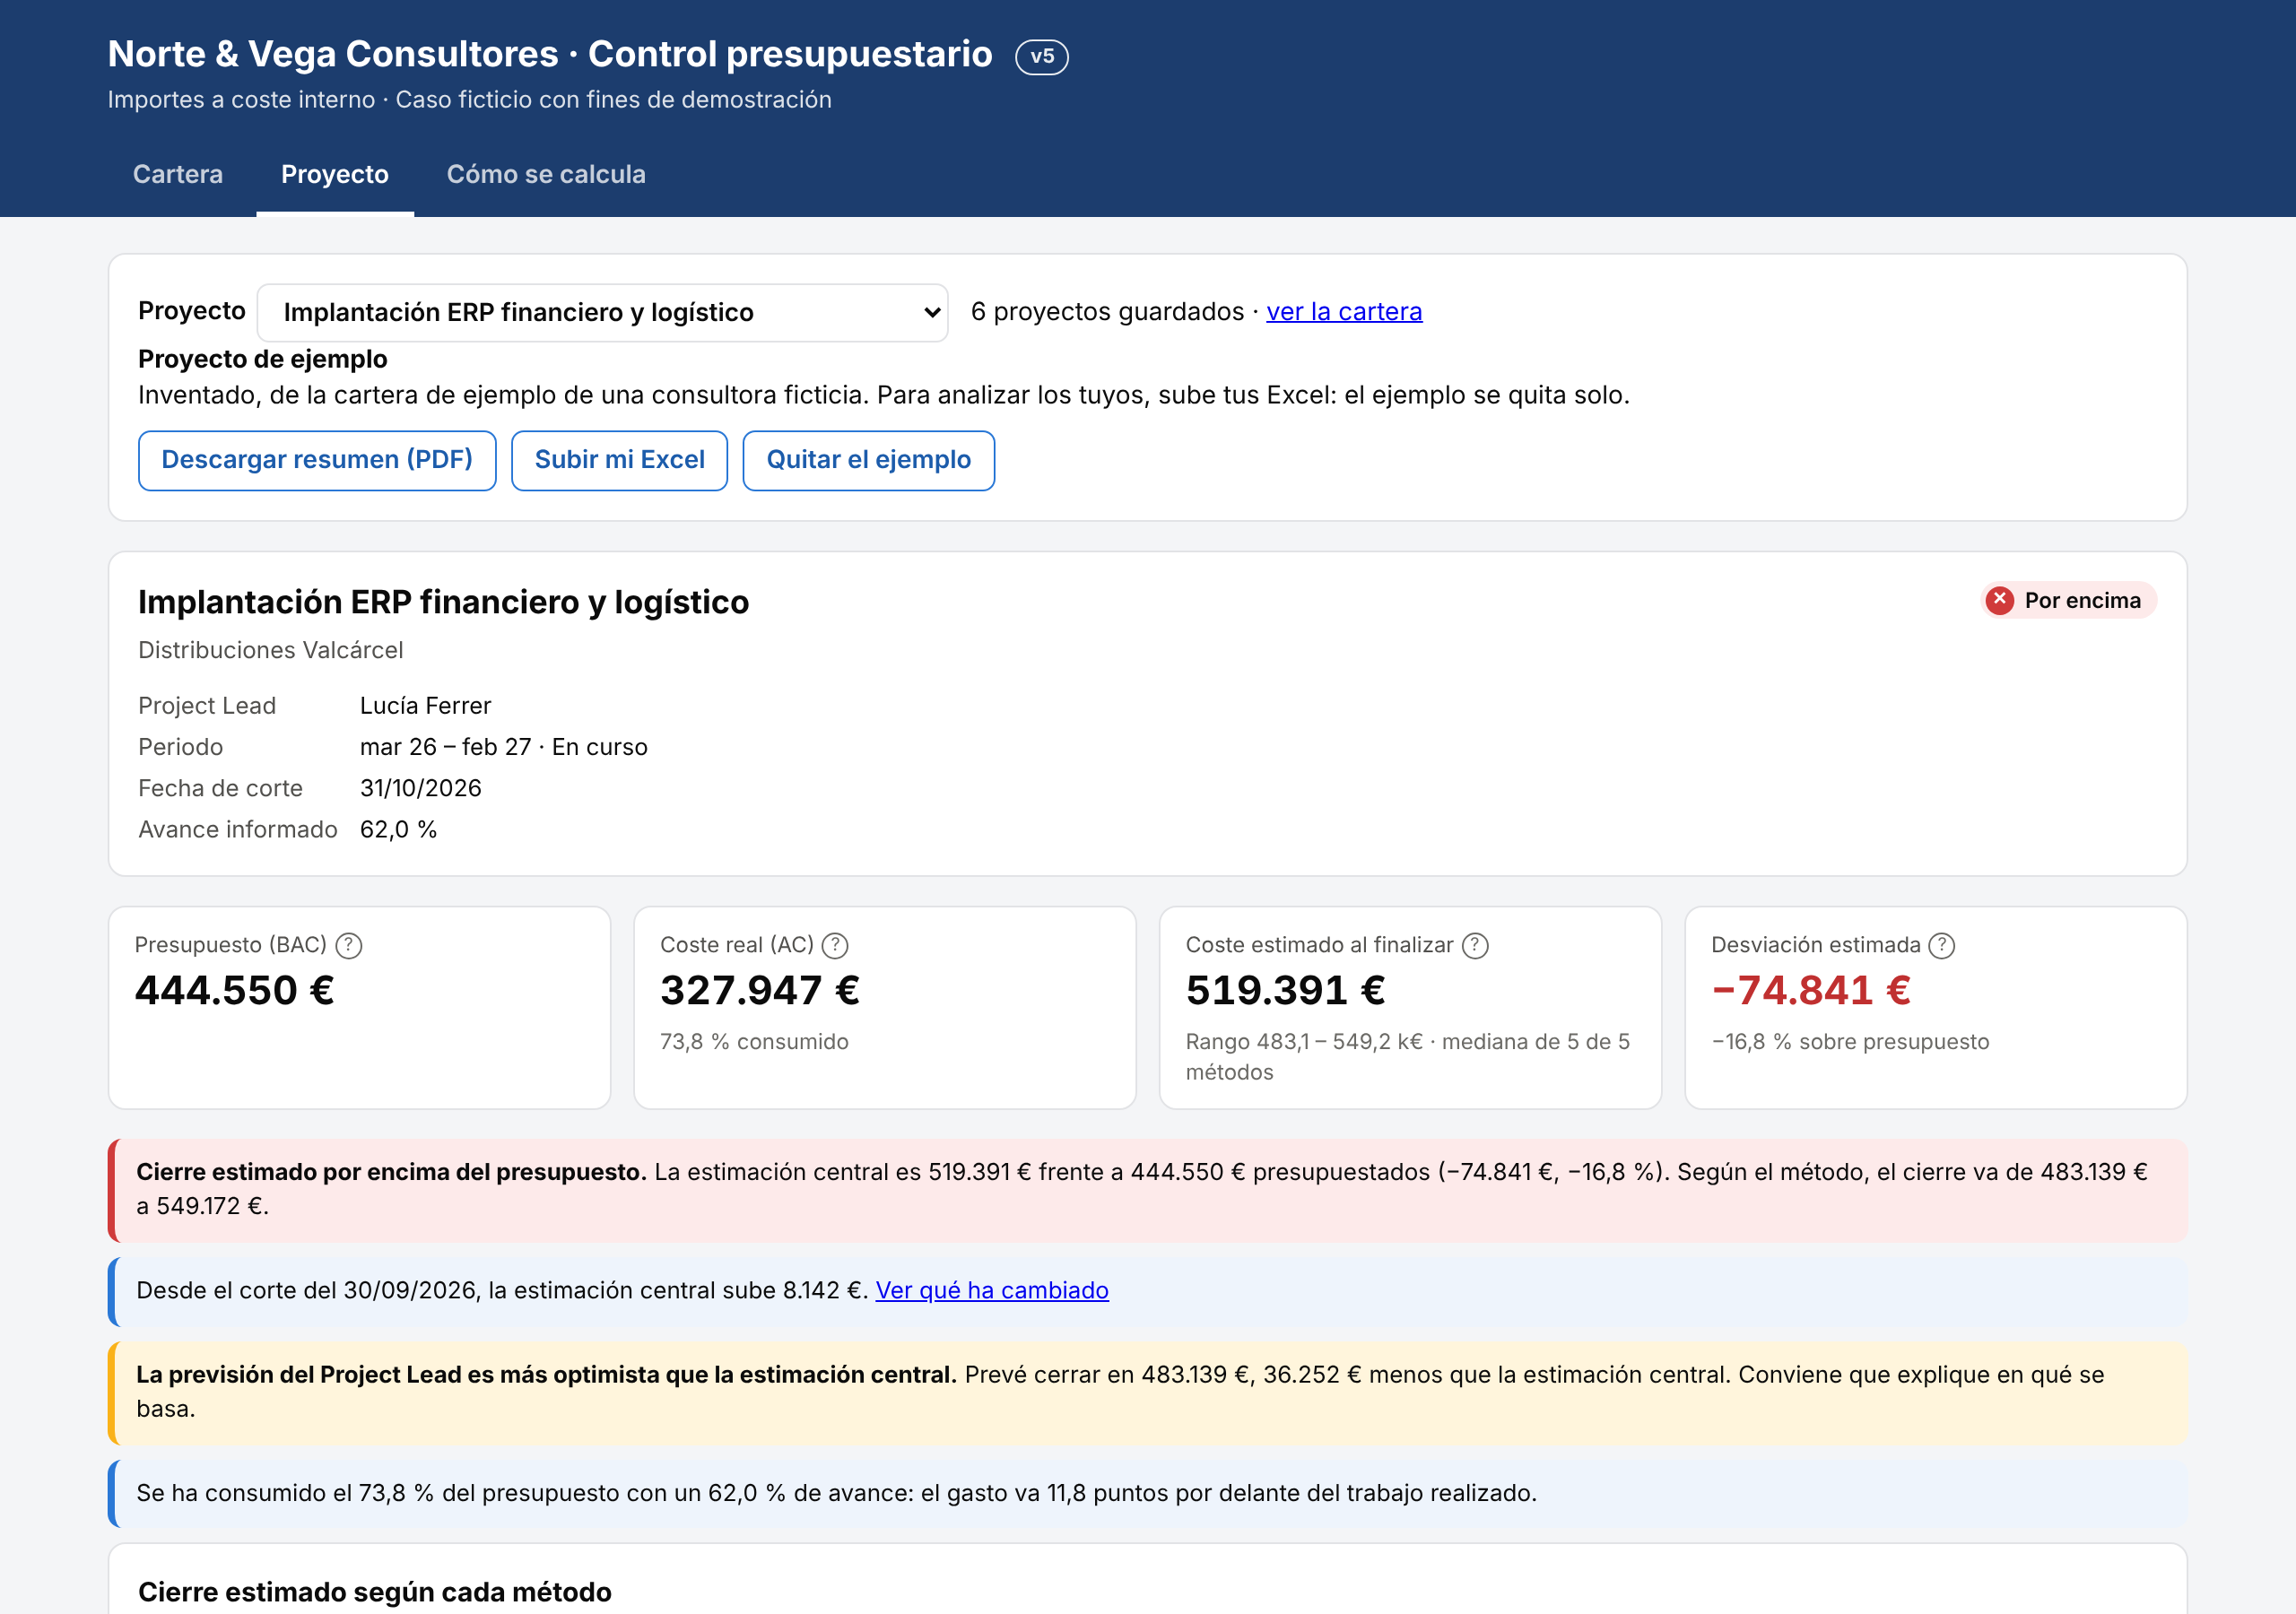 Norte & Vega Consultores · Control presupuestario v5
Importes a coste interno · Caso ficticio con fines de demostración
Cartera Proyecto Cómo se calcula
Proyecto Implantación ERP financiero y logístico 6 proyectos guardados · ver la cartera
Proyecto de ejemplo
Inventado, de la cartera de ejemplo de una consultora ficticia. Para analizar los tuyos, sube tus Excel: el ejemplo se quita solo.
Descargar resumen (PDF) Subir mi Excel Quitar el ejemplo
Implantación ERP financiero y logístico Por encima
Distribuciones Valcárcel
Project Lead Lucía Ferrer
Periodo mar 26 – feb 27 · En curso
Fecha de corte 31/10/2026
Avance informado 62,0 %
Presupuesto (BAC) ?
444.550 €
Coste real (AC) ?
327.947 €
73,8 % consumido
Coste estimado al finalizar ?
519.391 €
Rango 483,1 – 549,2 k€ · mediana de 5 de 5
métodos
Desviación estimada ?
−74.841 €
−16,8 % sobre presupuesto
Cierre estimado por encima del presupuesto. La estimación central es 519.391 € frente a 444.550 € presupuestados (−74.841 €, −16,8 %). Según el método, el cierre va de 483.139 €
a 549.172 €.
Desde el corte del 30/09/2026, la estimación central sube 8.142 €. Ver qué ha cambiado
La previsión del Project Lead es más optimista que la estimación central. Prevé cerrar en 483.139 €, 36.252 € menos que la estimación central. Conviene que explique en qué se
basa.
Se ha consumido el 73,8 % del presupuesto con un 62,0 % de avance: el gasto va 11,8 puntos por delante del trabajo realizado.
Cierre estimado según cada método